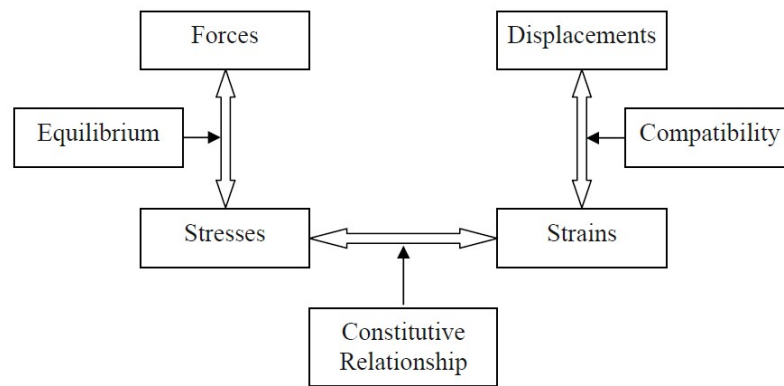 Forces
Displacements
Equilibrium
Compatibility
Stresses
Strains
Constitutive
Relationship